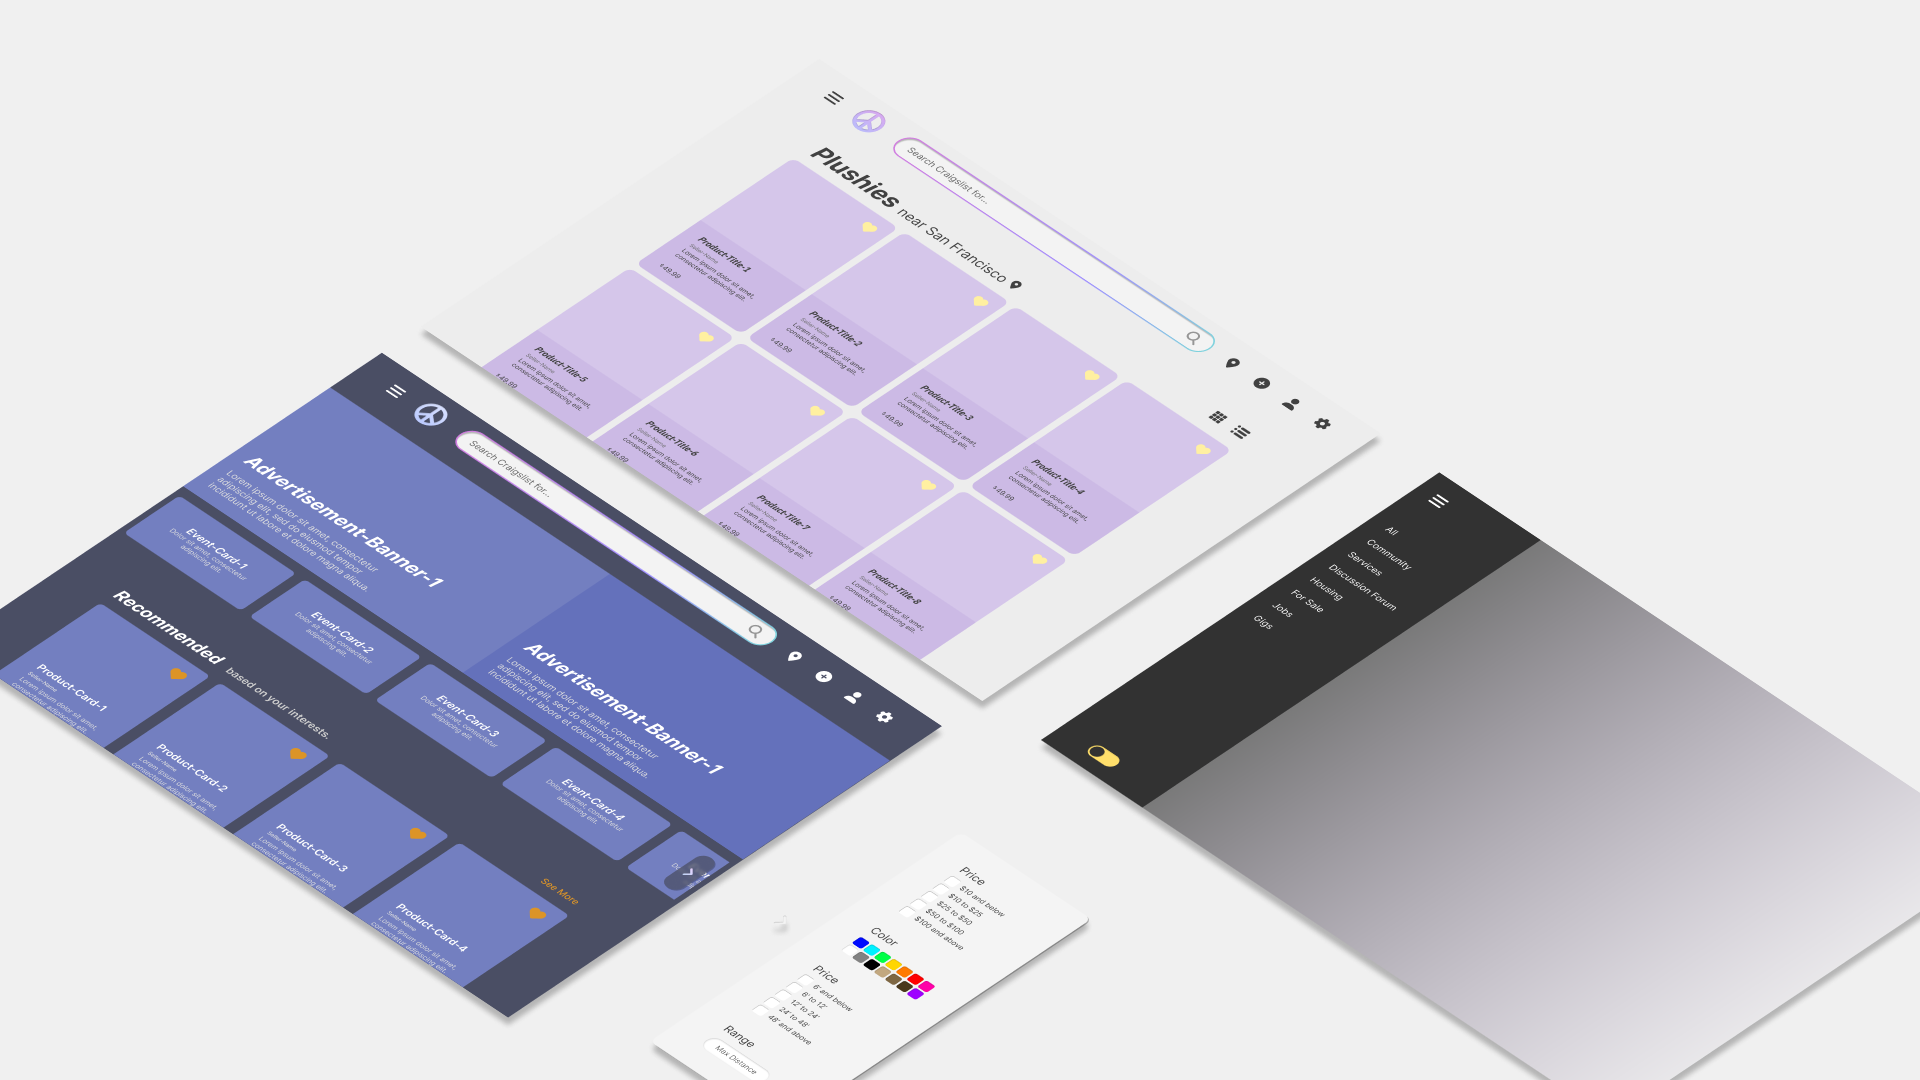 Search Craigslist for...
Plushies near San Francisco
Product-Title-1
Seller-Name
Lorem ipsum dolor sit amet,
consectetur adipiscing elit.
$49.99
Product-Title-2
Seller-Name
Lorem ipsum dolor sit amet,
consectetur adipiscing elit.
$49.99
Product-Title-3
Seller-Name
Lorem ipsum dolor sit amet,
consectetur adipiscing elit.
$49.99
Product-Title-4
Seller-Name
Lorem ipsum dolor sit amet,
consectetur adipiscing elit.
$49.99
Product-Title-5
Seller-Name
Lorem ipsum dolor sit amet,
consectetur adipiscing elit.
$49.99
Product-Title-6
Seller-Name
Lorem ipsum dolor sit amet,
consectetur adipiscing elit.
$49.99
Product-Title-7
Seller-Name
Lorem ipsum dolor sit amet,
consectetur adipiscing elit.
$49.99
Product-Title-8
Seller-Name
Lorem ipsum dolor sit amet,
consectetur adipiscing elit.
$49.99
Search Craigslist for...
Advertisement-Banner-1
Lorem ipsum dolor sit amet, consectetur
adipiscing elit, sed do eiusmod tempor
incididunt ut labore et dolore magna aliqua.
Advertisement-Banner-1
Lorem ipsum dolor sit amet, consectetur
adipiscing elit, sed do eiusmod tempor
incididunt ut labore et dolore magna aliqua.
Event-Card-1
Dolor sit amet, consectetur
adipiscing elit.
Event-Card-2
Dolor sit amet, consectetur
adipiscing elit.
Event-Card-3
Dolor sit amet, consectetur
adipiscing elit.
Event-Card-4
Dolor sit amet, consectetur
adipiscing elit.
Recommended based on your interests.
See More
Product-Card-1
Seller-Name
Lorem ipsum dolor sit amet,
consectetur adipiscing elit.
Product-Card-2
Seller-Name
Lorem ipsum dolor sit amet,
consectetur adipiscing elit.
Product-Card-3
Seller-Name
Lorem ipsum dolor sit amet,
consectetur adipiscing elit.
Product-Card-4
Seller-Name
Lorem ipsum dolor sit amet,
consectetur adipiscing elit.
All
Community
Services
Discussion Forum
Housing
For Sale
Jobs
Gigs
Price
$10 and below
$10 to $25
$25 to $50
$50 to $100
$100 and above
Color
Price
6' and below
6' to 12'
12' to 24'
24' to 48'
48' and above
Range
Max Distance